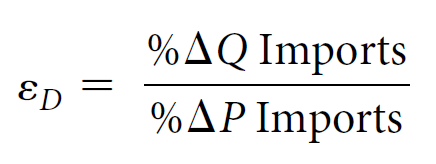 ε_D = %ΔQ Imports
%ΔP Imports